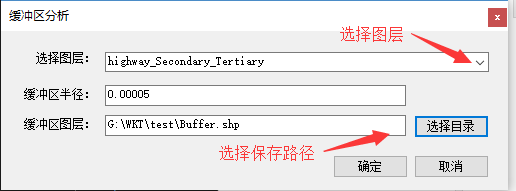 缓冲区分析
选择图层
选择图层：
highway_Secondary_Tertiary
缓冲区半径：
0.00005
缓冲区图层：
G:\WKT\test\Buffer.shp
选择目录
选择保存路径
确定
取消